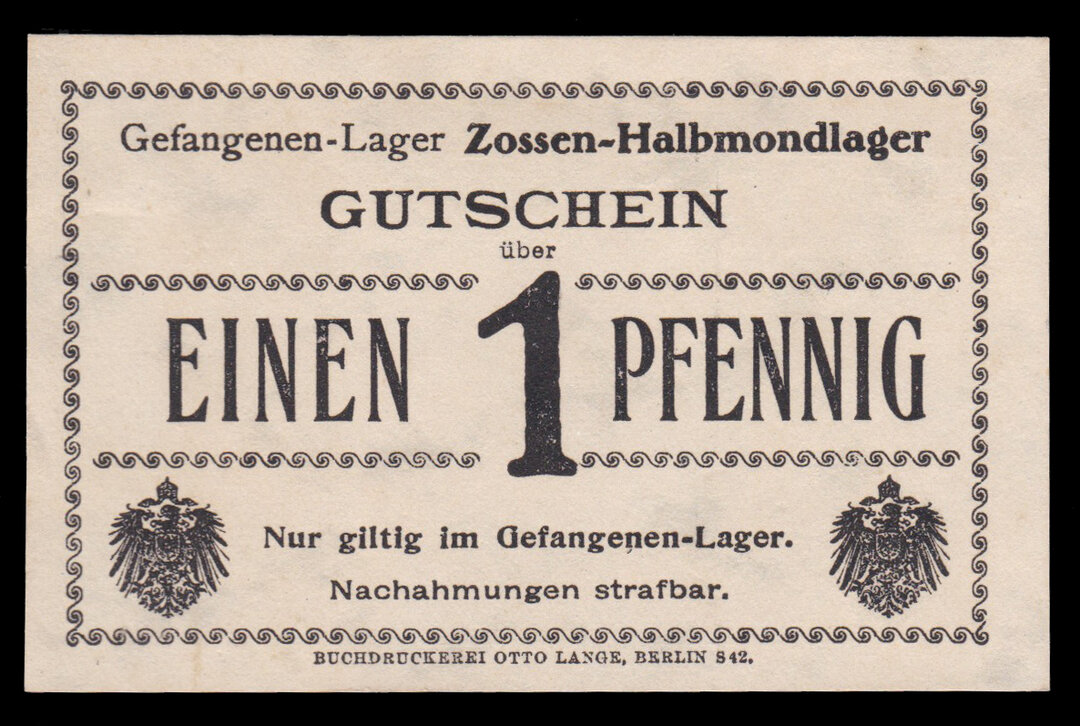 Gefangenen-Lager Zossen-Halbmondlager
GUTSCHEIN
über
EINEN 1 PFENNIG
Nur giltig im Gefangenen-Lager.
Nachahmungen strafbar.
BUCHDRUCKEREI OTTO LANGE, BERLIN S42.